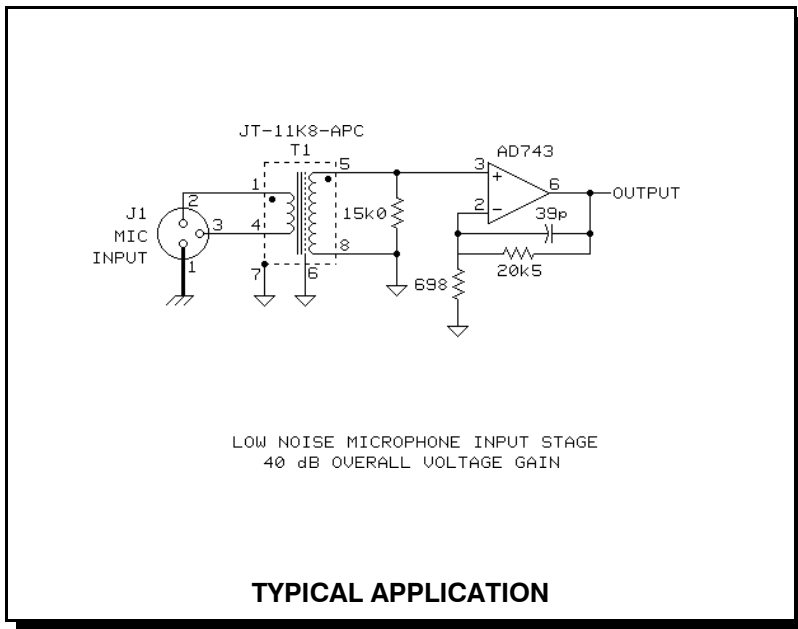 JT-11K8-APC
T1
AD743
5
3
+
1
6
2
OUTPUT
2
39p
J1
15k0
−
3
4
MIC
8
INPUT
1
7
6
20k5
698
LOW NOISE MICROPHONE INPUT STAGE
40 dB OVERALL VOLTAGE GAIN
TYPICAL APPLICATION